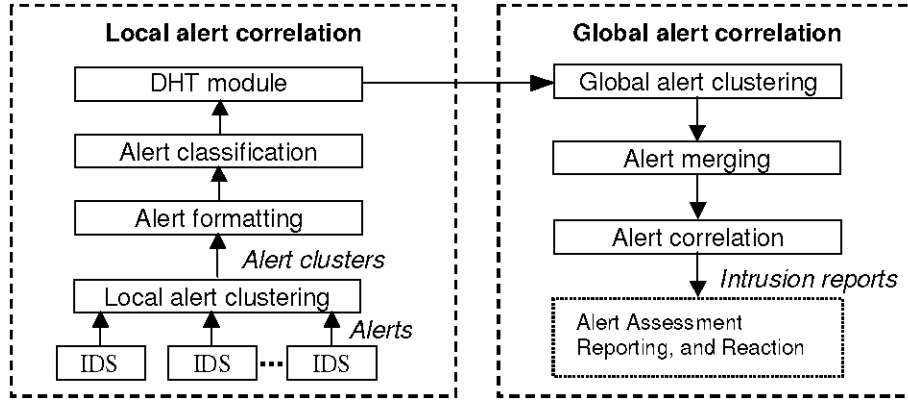 Local alert correlation
DHT module
Alert classification
Alert formatting
Alert clusters
Local alert clustering
Alerts
IDS IDS ... IDS
Global alert correlation
Global alert clustering
Alert merging
Alert correlation
Intrusion reports
Alert Assessment
Reporting, and Reaction